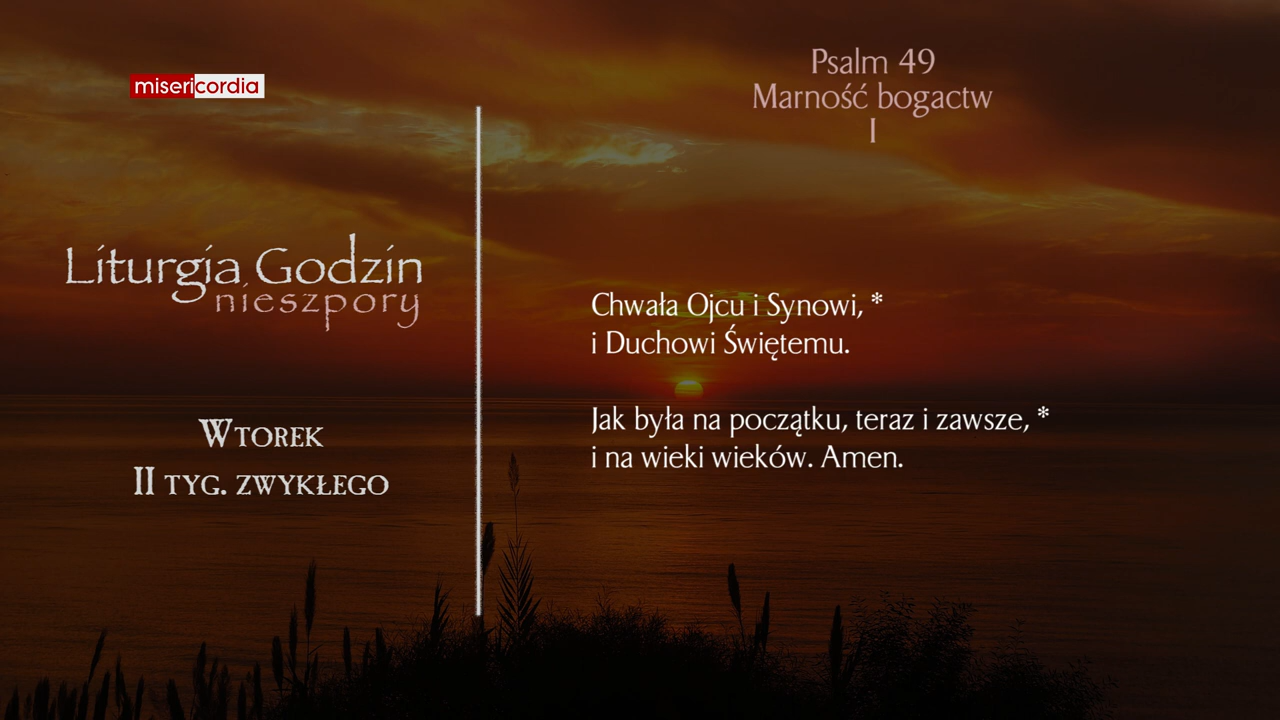 misericordia
Liturgia Godzin
nieszpory
Wtorek
II tyg. zwykłego
Psalm 49
Marność bogactw
I
Chwała Ojcu i Synowi, *
i Duchowi Świętemu.
Jak była na początku, teraz i zawsze, *
i na wieki wieków. Amen.